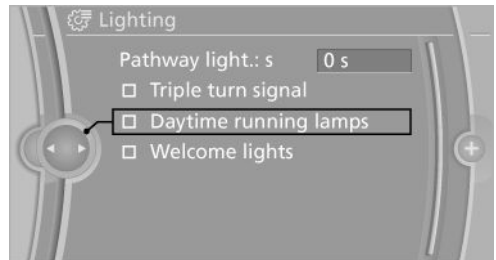 Lighting
Pathway light.: s 0 s
Triple turn signal
Daytime running lamps
Welcome lights